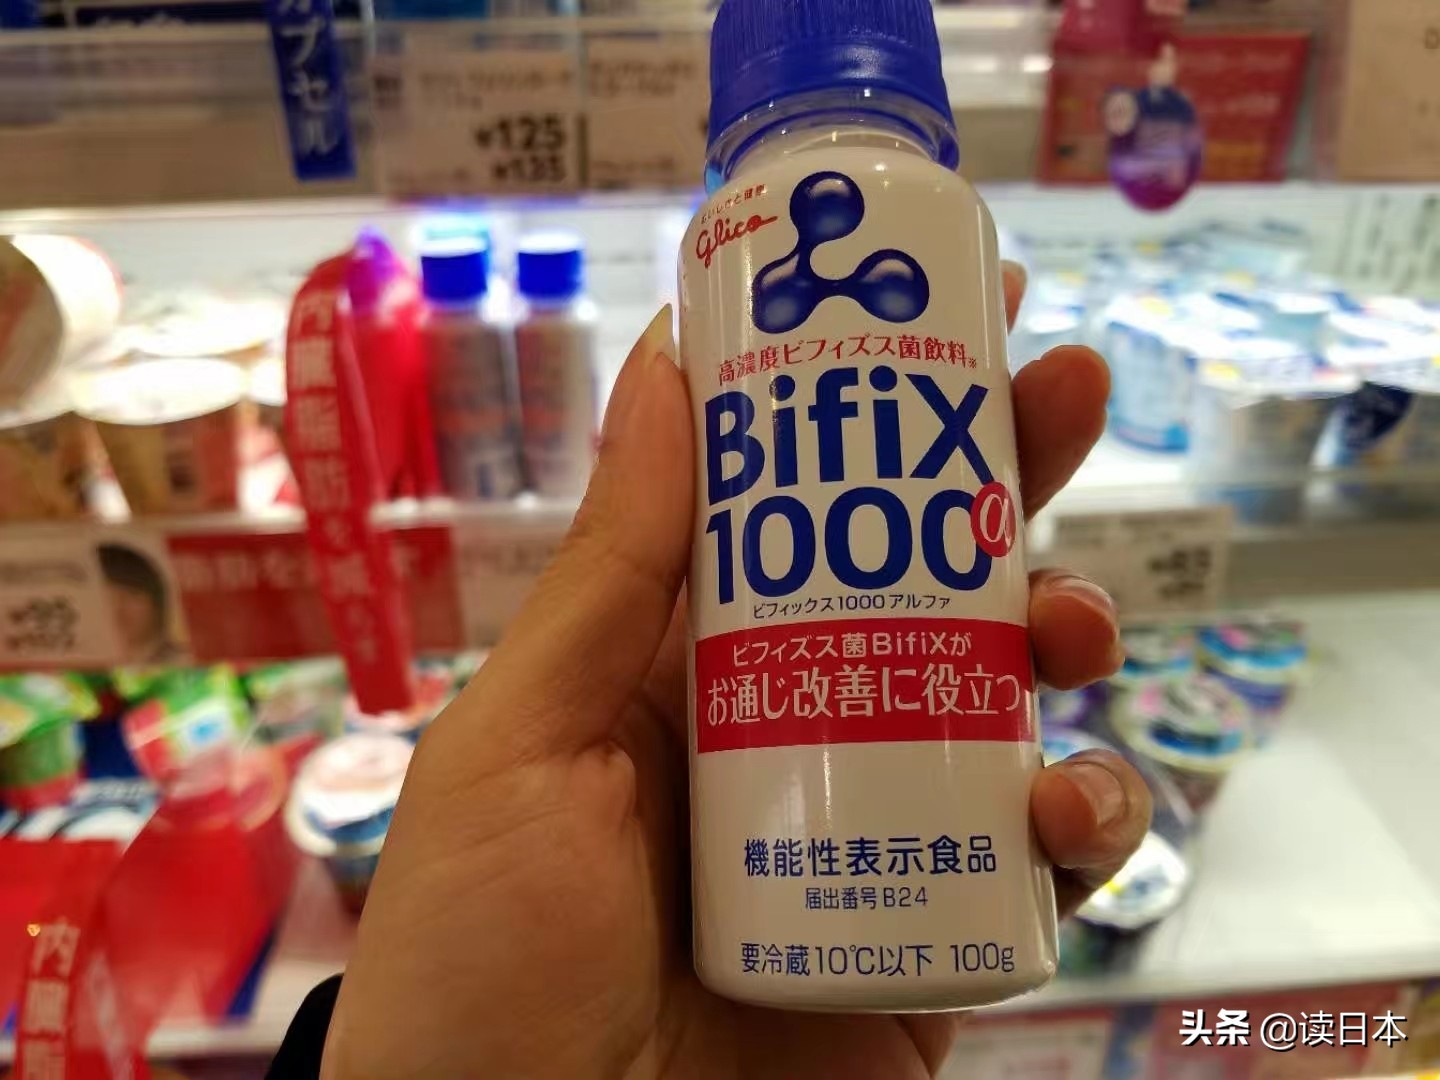 カプセル
¥125
¥135
おいしさと健康
Glico
高濃度ビフィズス菌飲料※
BifiX
1000α
ビフィックス1000アルファ
ビフィズス菌BifiXが
お通じ改善に役立つ
機能性表示食品
届出番号B24
要冷蔵10℃以下 100g
内臓脂肪を減らす
内臓脂
头条 @读日本